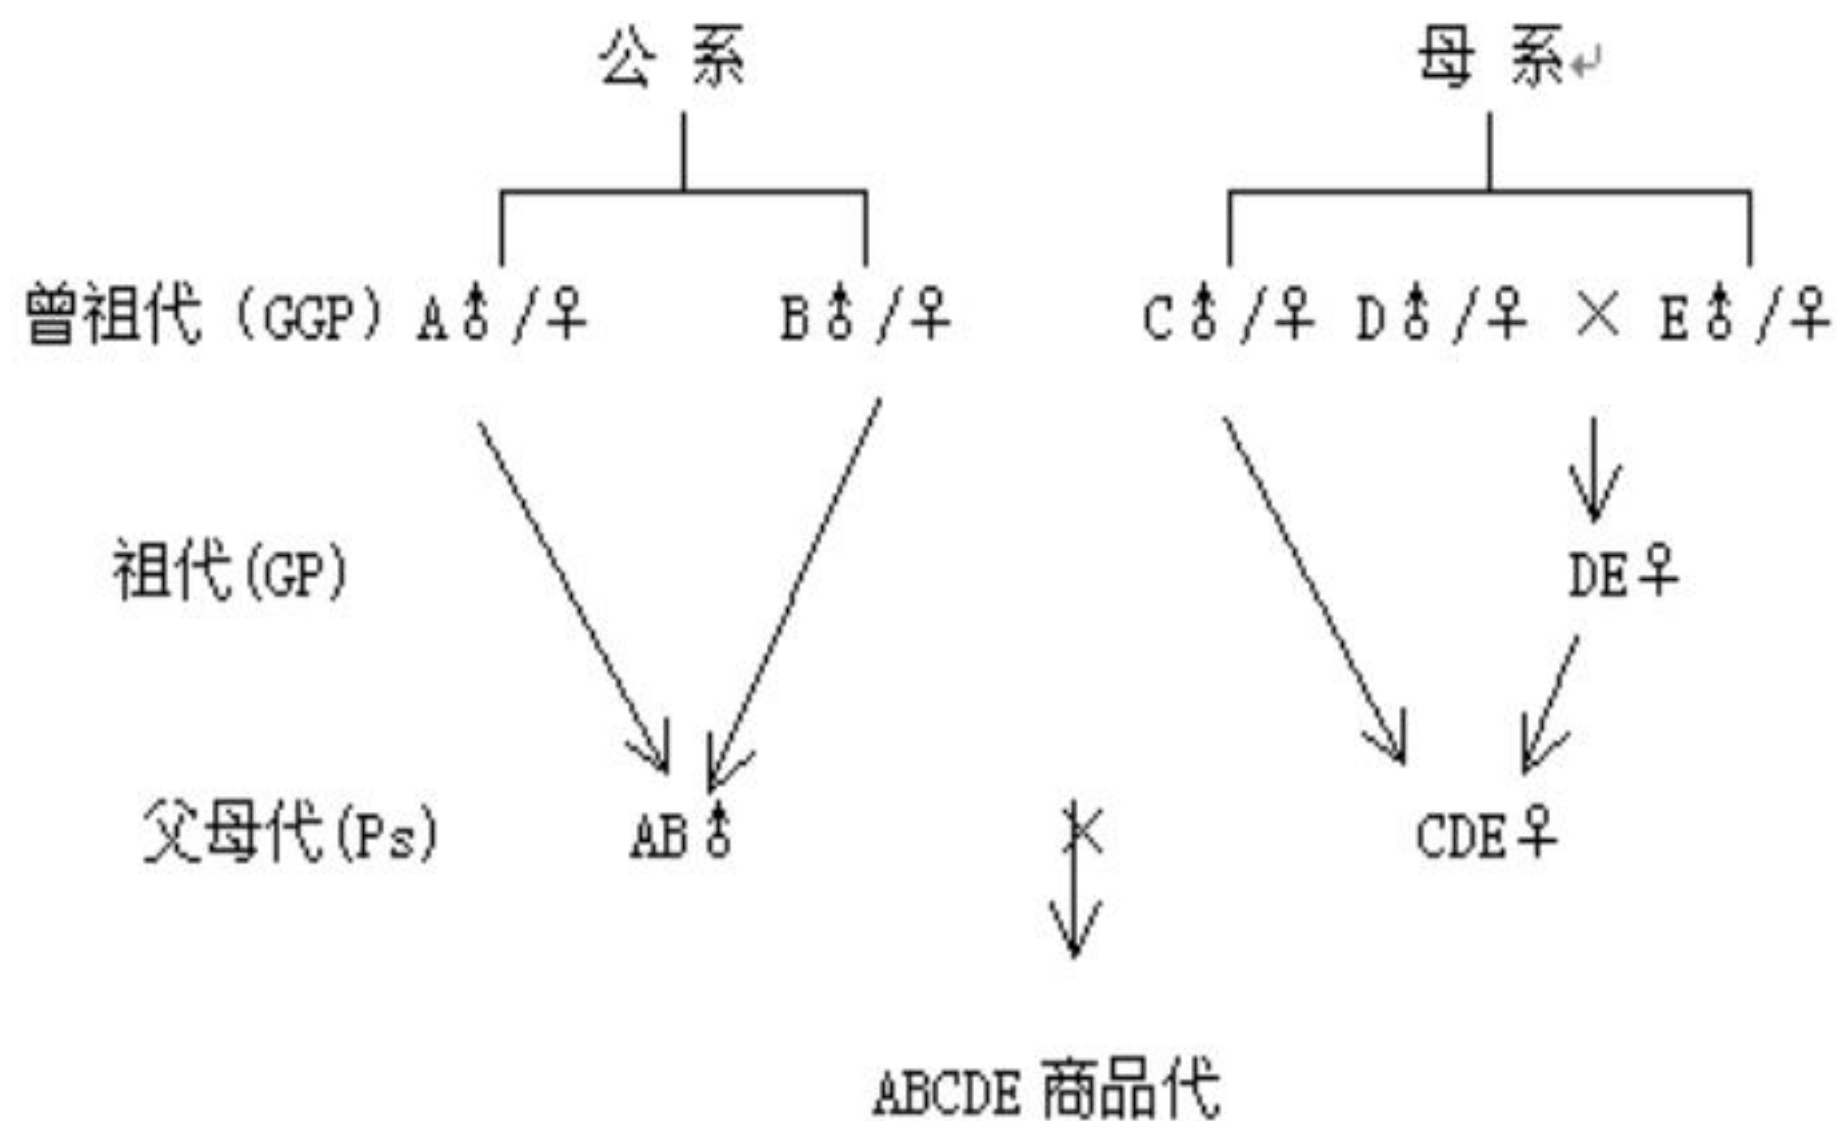 公 系 母 系↵
曾祖代（GGP）A♂/♀ B♂/♀ C♂/♀ D♂/♀ × E♂/♀
祖代(GP) DE♀
父母代(Ps) AB♂ × CDE♀
ABCDE 商品代